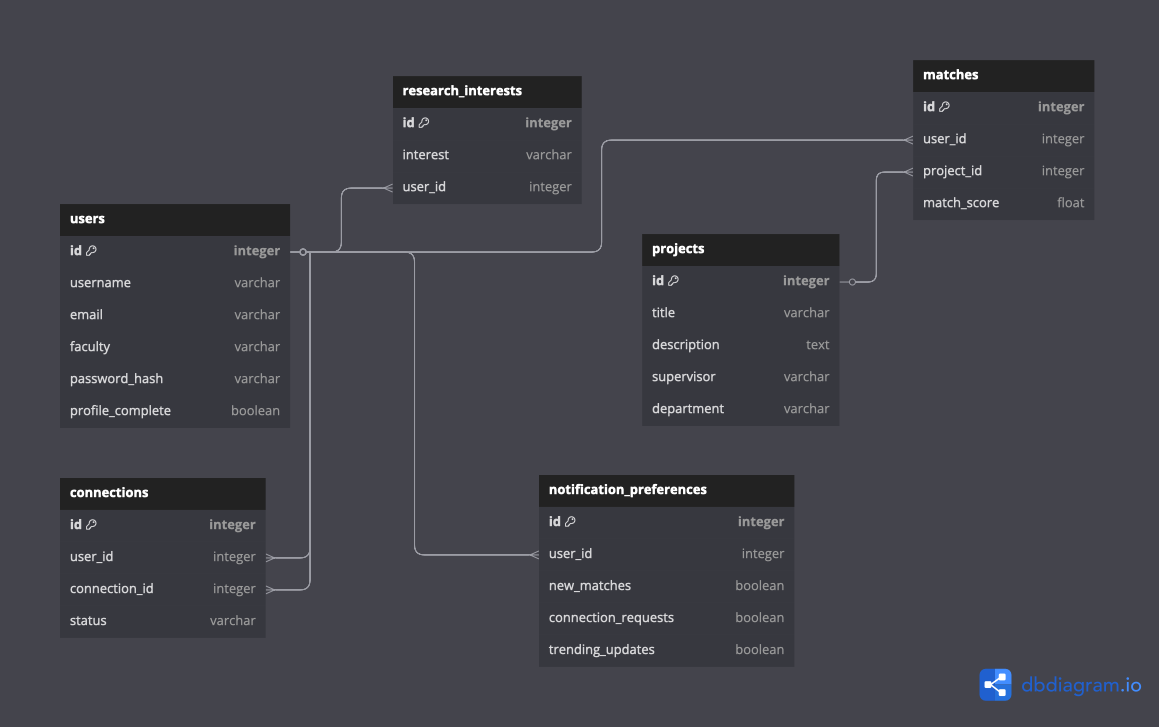 research_interests
id integer
interest varchar
user_id integer
matches
id integer
user_id integer
project_id integer
match_score float
users
id integer
username varchar
email varchar
faculty varchar
password_hash varchar
profile_complete boolean
projects
id integer
title varchar
description text
supervisor varchar
department varchar
connections
id integer
user_id integer
connection_id integer
status varchar
notification_preferences
id integer
user_id integer
new_matches boolean
connection_requests boolean
trending_updates boolean
dbdiagram.io